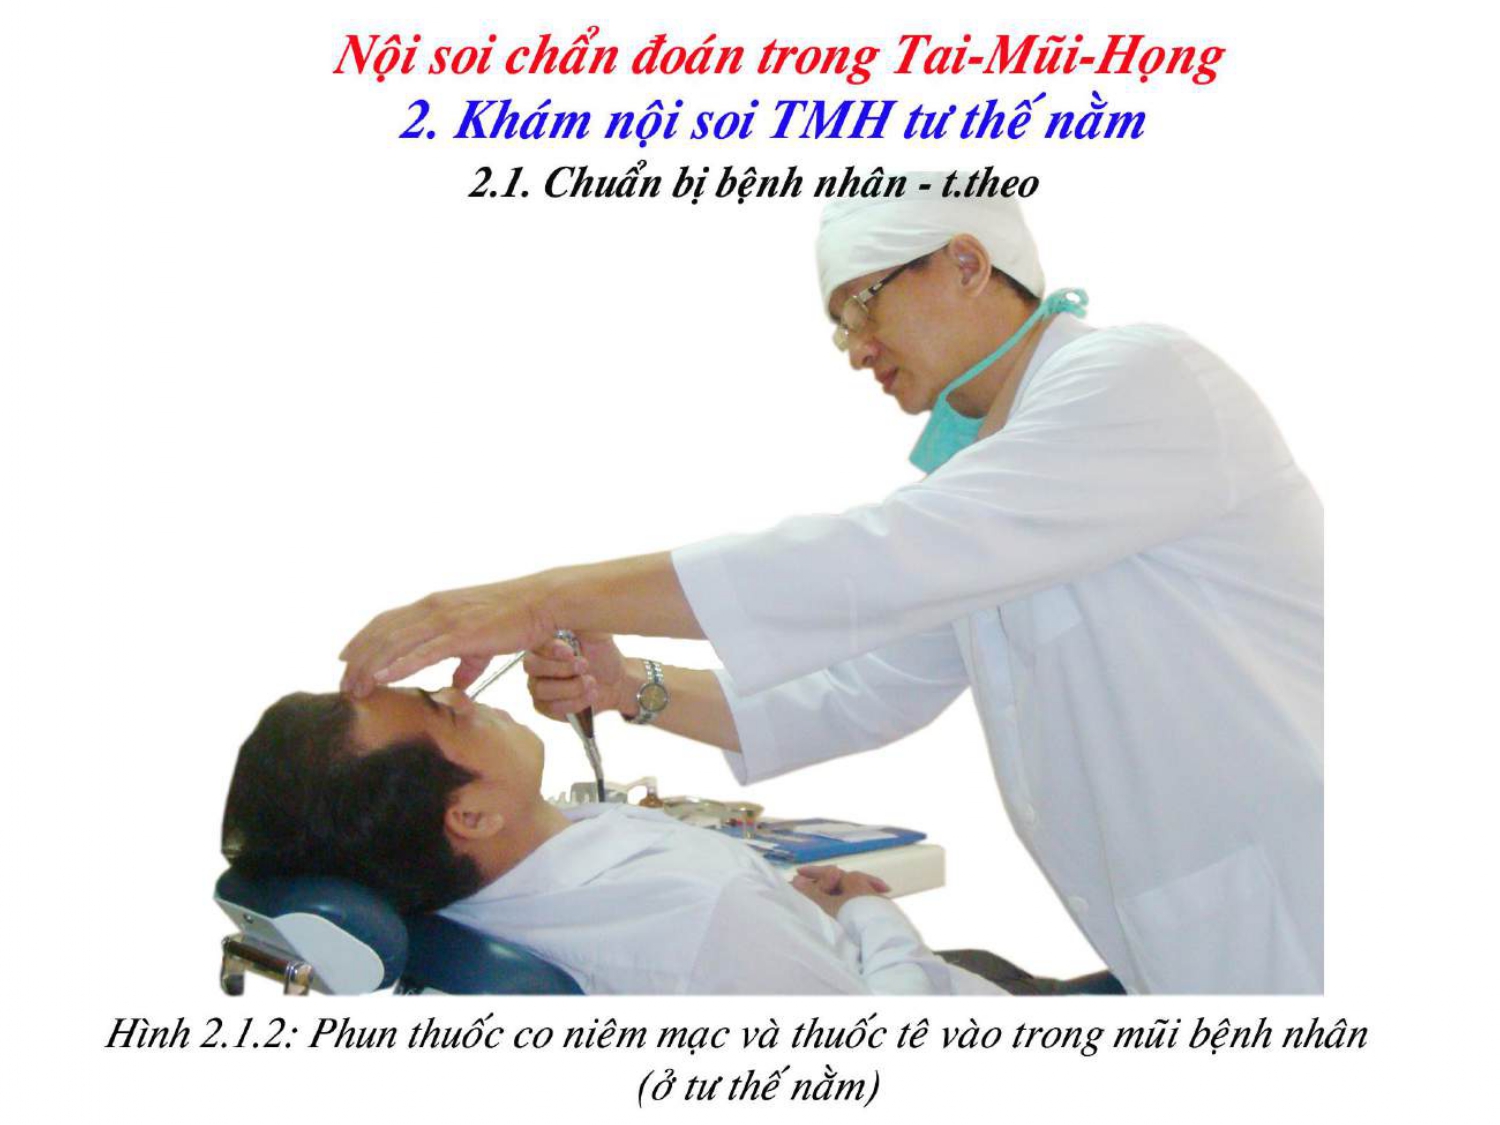 Nội soi chẩn đoán trong Tai-Mũi-Họng
2. Khám nội soi TMH tư thế nằm
2.1. Chuẩn bị bệnh nhân - t.theo
Hình 2.1.2: Phun thuốc co niêm mạc và thuốc tê vào trong mũi bệnh nhân
(ở tư thế nằm)